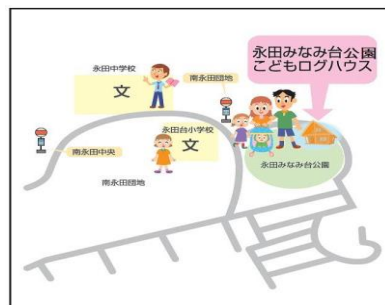 永田みなみ台公園
こどもログハウス
永田中学校
文
南永田団地
永田台小学校
文
南永田中央
南永田団地
永田みなみ台公園